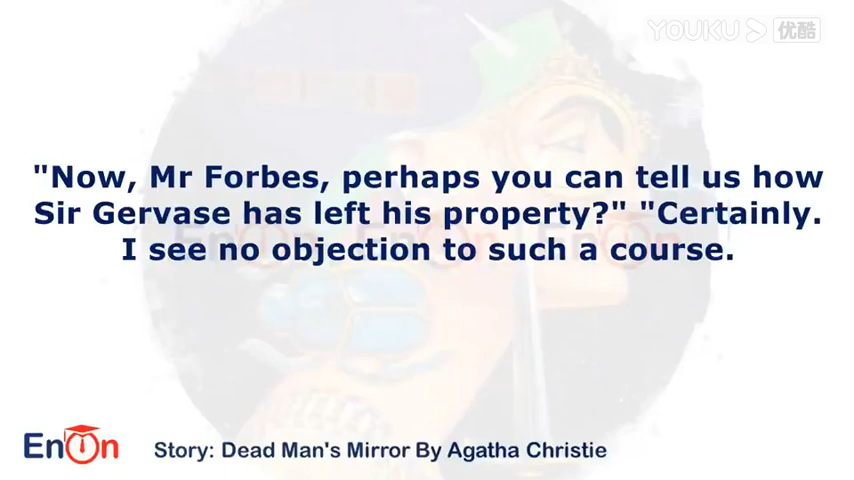 YOUKU 优酷
"Now, Mr Forbes, perhaps you can tell us how
Sir Gervase has left his property?" "Certainly.
I see no objection to such a course.
EnOn
Story: Dead Man's Mirror By Agatha Christie